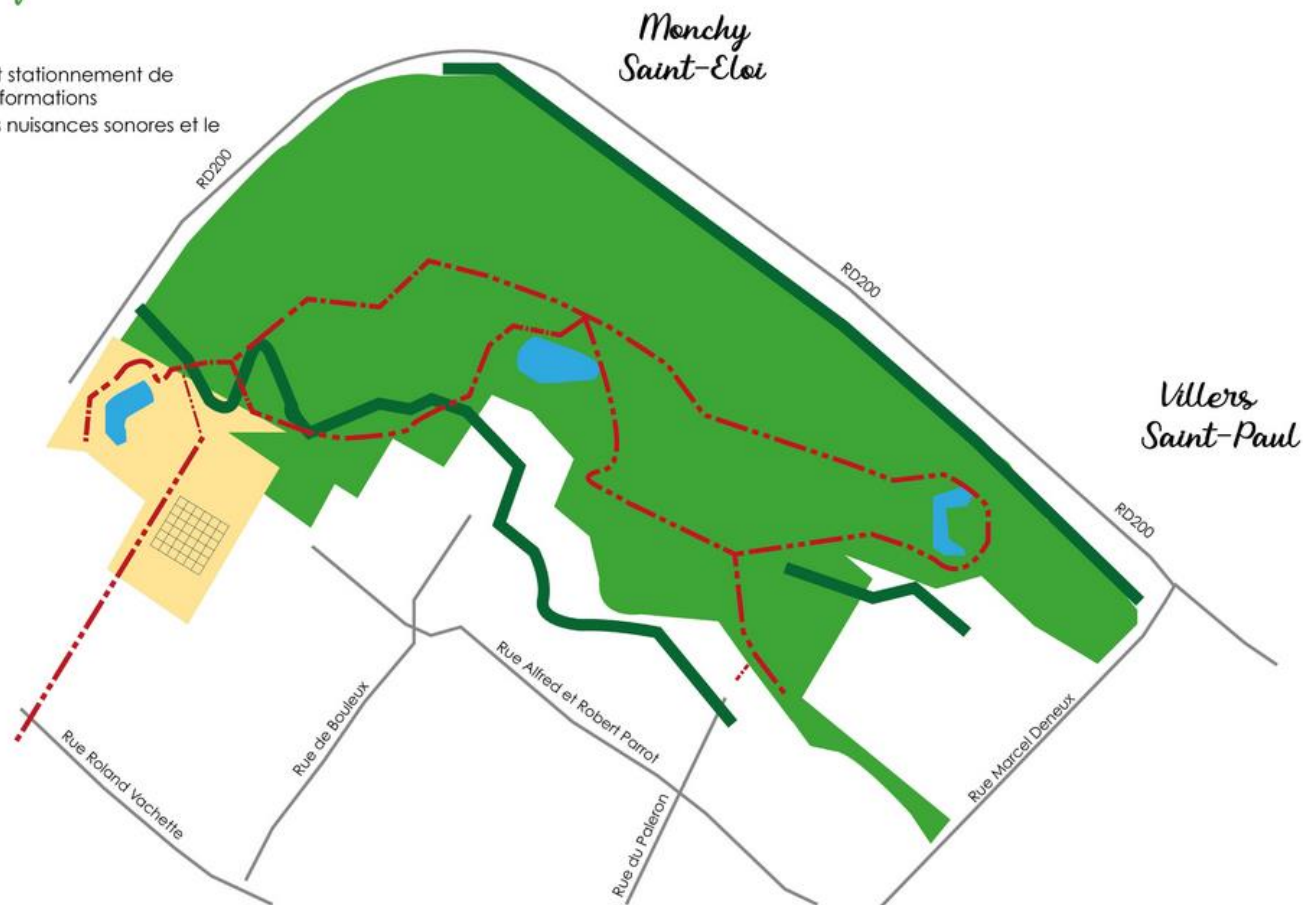 Monchy
Saint-Eloi
t stationnement de
formations
s nuisances sonores et le
RD200
RD200
Villers
Saint-Paul
RD200
Rue Alfred et Robert Parrot
Rue de Bouleux
Rue Marcel Deneux
Rue Roland Vachette
Rue du Paleron